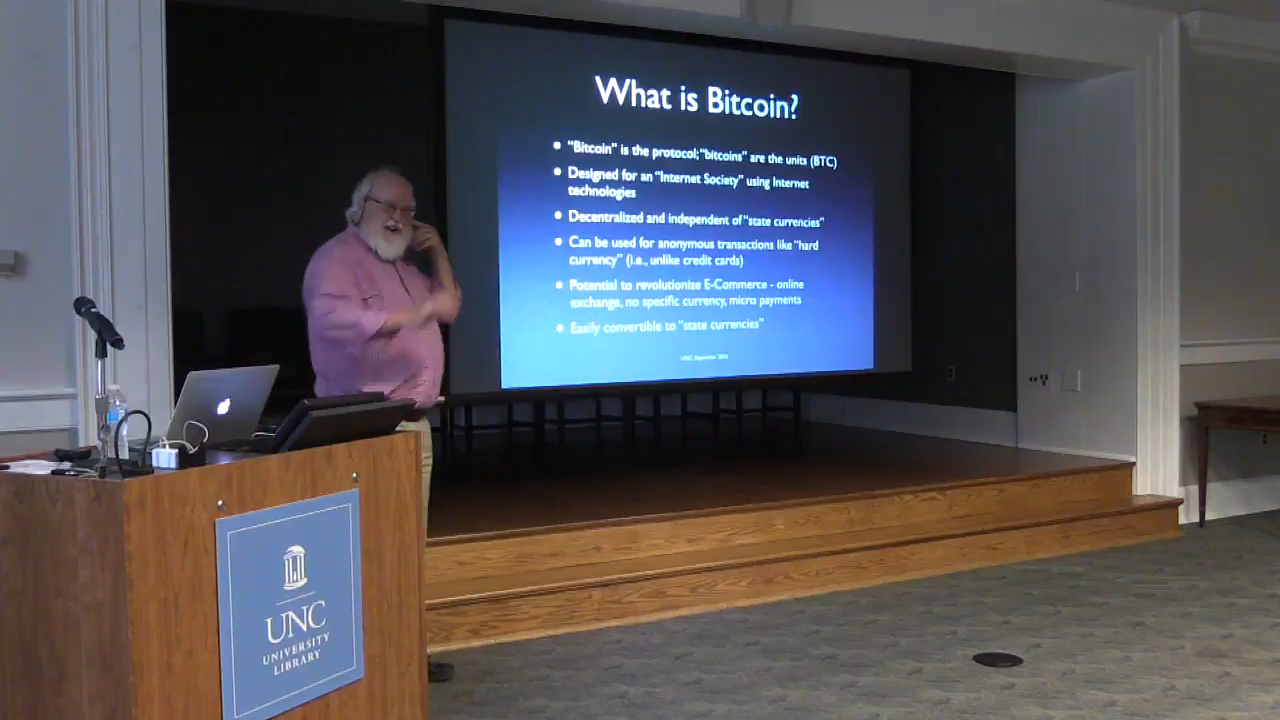 What is Bitcoin?
• "Bitcoin" is the protocol; "bitcoins" are the units (BTC)
• Designed for an "Internet Society" using Internet
technologies
• Decentralized and independent of "state currencies"
• Can be used for anonymous transactions like "hard
currency" (i.e., unlike credit cards)
• Potential to revolutionize E-Commerce - online
exchange, no specific currency, micro payments
• Easily convertible to "state currencies"
UNC September
UNC
UNIVERSITY
LIBRARY